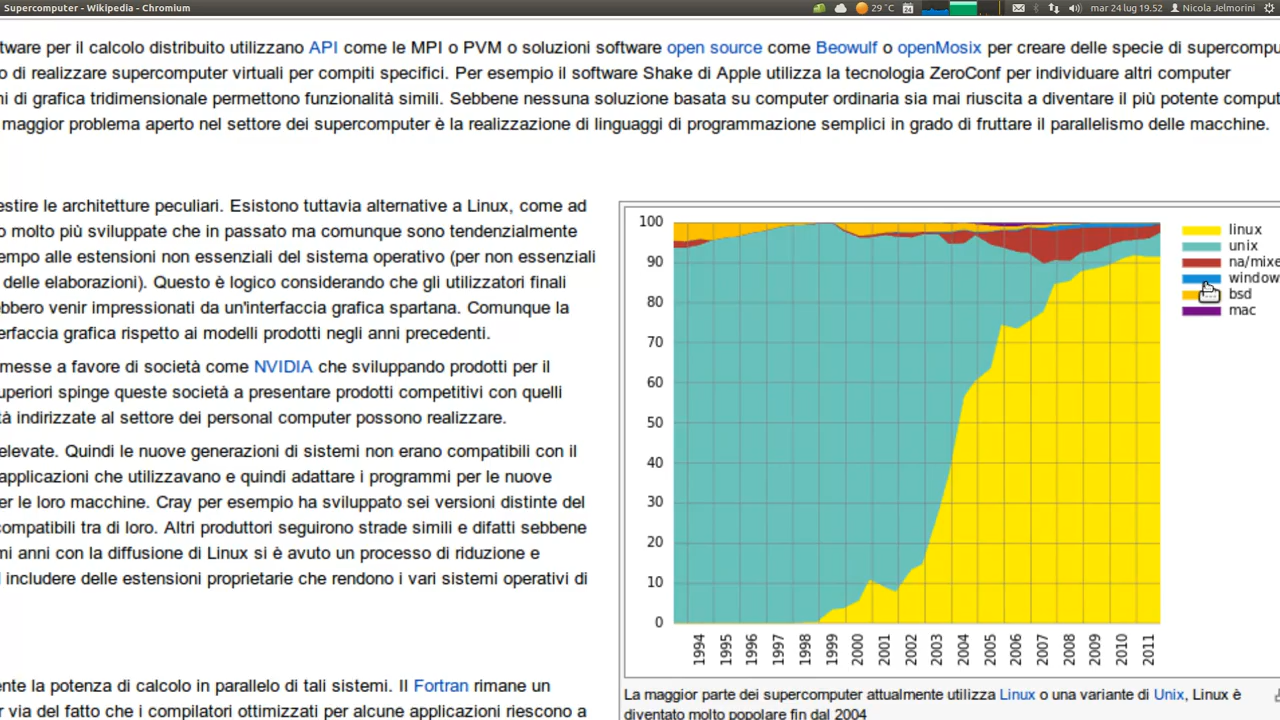 Supercomputer - Wikipedia - Chromium
29 °C
mar 24 lug 19.52
Nicola Jelmorini
tware per il calcolo distribuito utilizzano API come le MPI o PVM o soluzioni software open source come Beowulf o openMosix per creare delle specie di supercompu
o di realizzare supercomputer virtuali per compiti specifici. Per esempio il software Shake di Apple utilizza la tecnologia ZeroConf per individuare altri computer
ni di grafica tridimensionale permettono funzionalità simili. Sebbene nessuna soluzione basata su computer ordinaria sia mai riuscita a diventare il più potente comput
maggior problema aperto nel settore dei supercomputer è la realizzazione di linguaggi di programmazione semplici in grado di fruttare il parallelismo delle macchine.
estire le architetture peculiari. Esistono tuttavia alternative a Linux, come ad
o molto più sviluppate che in passato ma comunque sono tendenzialmente
empo alle estensioni non essenziali del sistema operativo (per non essenziali
delle elaborazioni). Questo è logico considerando che gli utilizzatori finali
ebbero venir impressionati da un'interfaccia grafica spartana. Comunque la
erfaccia grafica rispetto ai modelli prodotti negli anni precedenti.
messe a favore di società come NVIDIA che sviluppando prodotti per il
uperiori spinge queste società a presentare prodotti competitivi con quelli
tà indirizzate al settore dei personal computer possono realizzare.
elevate. Quindi le nuove generazioni di sistemi non erano compatibili con il
applicazioni che utilizzavano e quindi adattare i programmi per le nuove
er le loro macchine. Cray per esempio ha sviluppato sei versioni distinte del
compatibili tra di loro. Altri produttori seguirono strade simili e difatti sebbene
mi anni con la diffusione di Linux si è avuto un processo di riduzione e
l includere delle estensioni proprietarie che rendono i vari sistemi operativi di
ente la potenza di calcolo in parallelo di tali sistemi. Il Fortran rimane un
r via del fatto che i compilatori ottimizzati per alcune applicazioni riescono a
100
90
80
70
60
50
40
30
20
10
0
1994
1995
1996
1997
1998
1999
2000
2001
2002
2003
2004
2005
2006
2007
2008
2009
2010
2011
linux
unix
na/mixe
window
bsd
mac
La maggior parte dei supercomputer attualmente utilizza Linux o una variante di Unix, Linux è
diventato molto popolare fin dal 2004